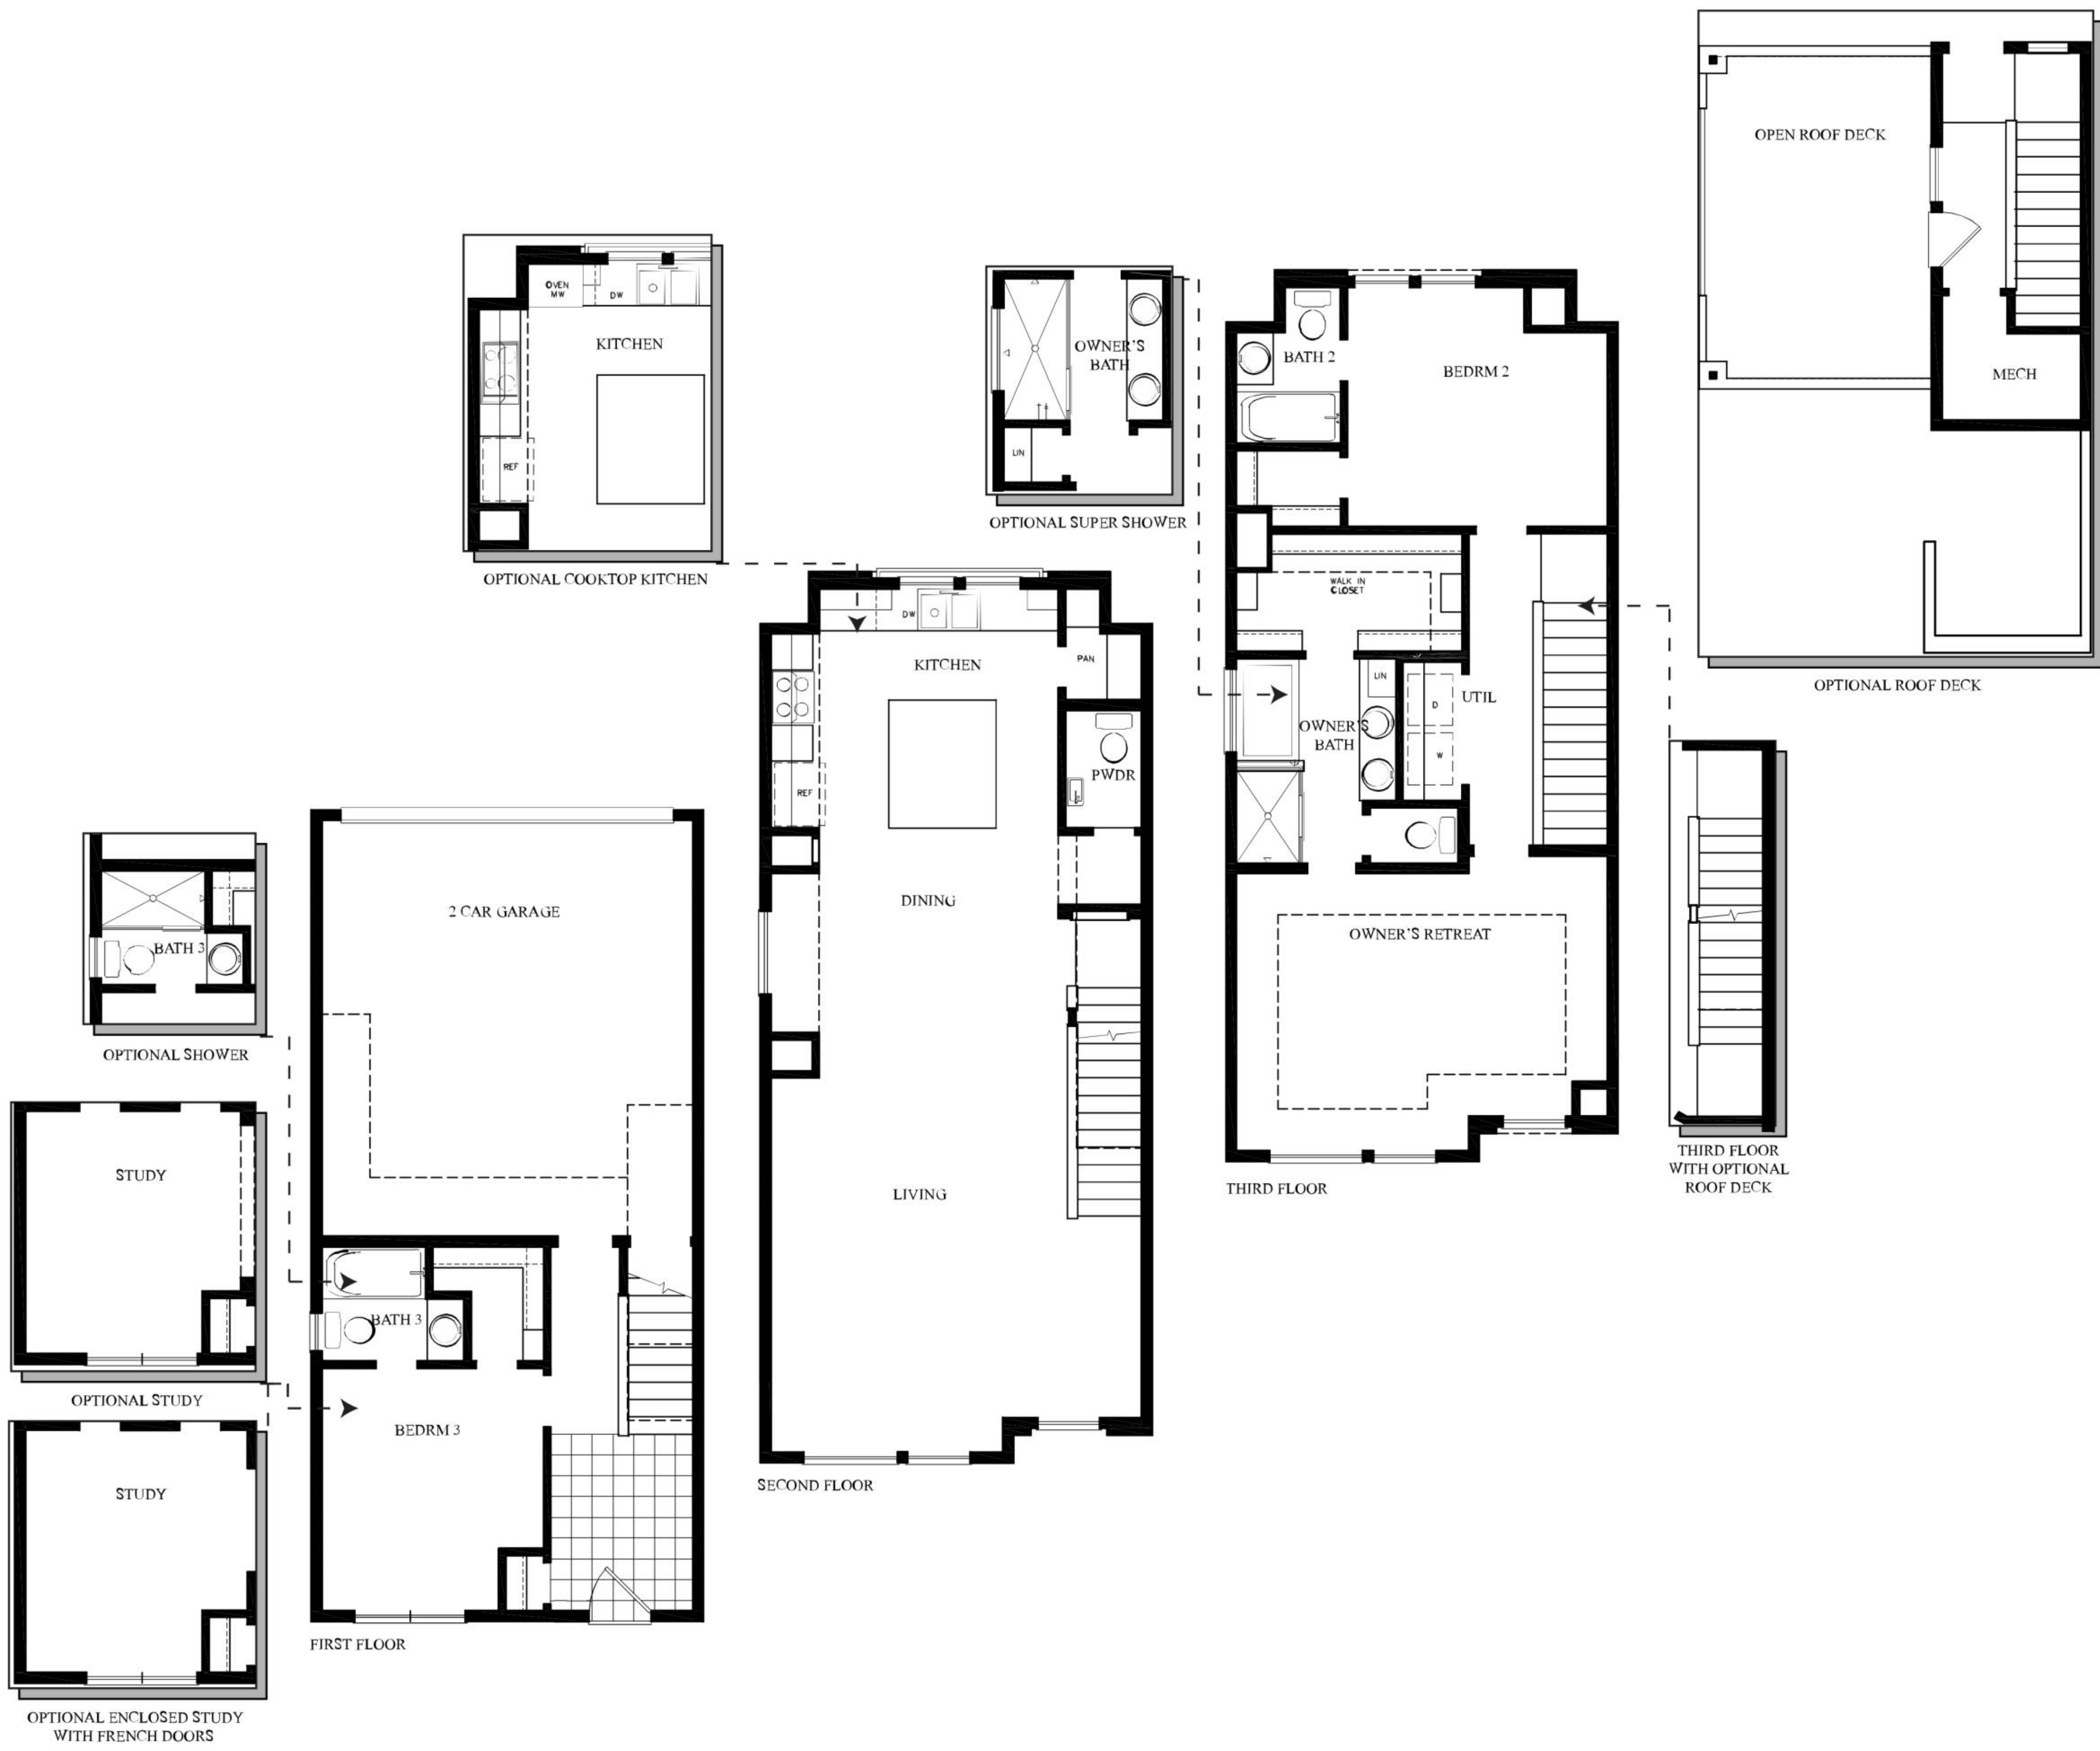 OPEN ROOF DECK
MECH
OPTIONAL ROOF DECK
OVEN
MW
DW
KITCHEN
REF
OPTIONAL COOKTOP KITCHEN
OWNER'S
BATH
LIN
OPTIONAL SUPER SHOWER
BATH 2
BEDRM 2
WALK IN
CLOSET
LIN
D
UTIL
OWNER'S
BATH
W
OWNER'S RETREAT
THIRD FLOOR
THIRD FLOOR
WITH OPTIONAL
ROOF DECK
DW
KITCHEN
PAN
PWDR
REF
DINING
LIVING
SECOND FLOOR
2 CAR GARAGE
BATH 3
BEDRM 3
FIRST FLOOR
BATH 3
OPTIONAL SHOWER
STUDY
OPTIONAL STUDY
STUDY
OPTIONAL ENCLOSED STUDY
WITH FRENCH DOORS